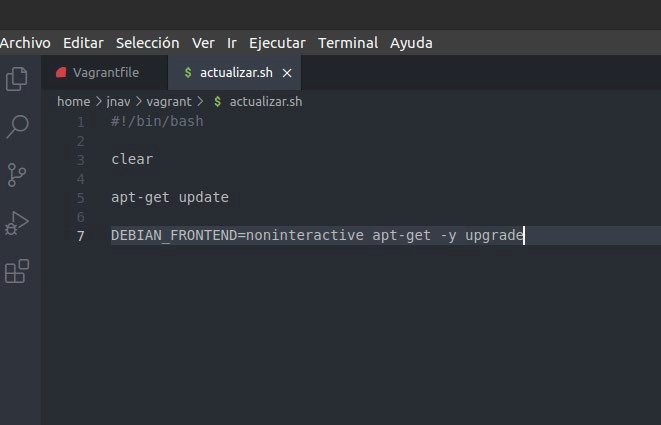 Archivo Editar Selección Ver Ir Ejecutar Terminal Ayuda
Vagrantfile $ actualizar.sh ×
home > jnav > vagrant > $ actualizar.sh
1 #!/bin/bash
2
3 clear
4
5 apt-get update
6
7 DEBIAN_FRONTEND=noninteractive apt-get -y upgrade